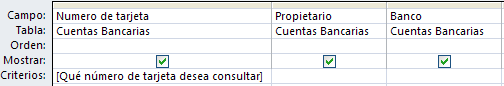 Campo: Numero de tarjeta Propietario Banco
Tabla: Cuentas Bancarias Cuentas Bancarias Cuentas Bancarias
Orden:
Mostrar:
Criterios: [Qué número de tarjeta desea consultar]